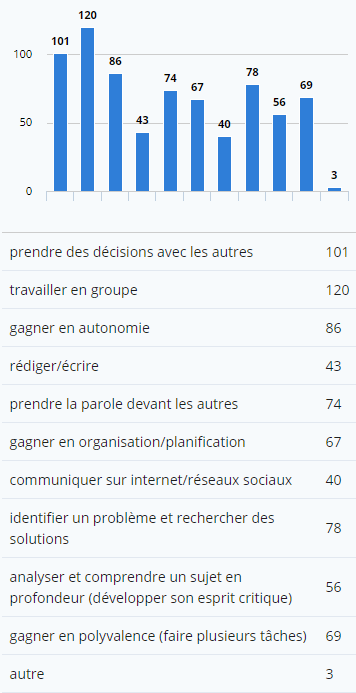 120
101
100
86
78
74
69
67
56
50
43
40
3
0
prendre des décisions avec les autres 101
travailler en groupe 120
gagner en autonomie 86
rédiger/écrire 43
prendre la parole devant les autres 74
gagner en organisation/planification 67
communiquer sur internet/réseaux sociaux 40
identifier un problème et rechercher des
solutions 78
analyser et comprendre un sujet en
profondeur (développer son esprit critique) 56
gagner en polyvalence (faire plusieurs tâches) 69
autre 3